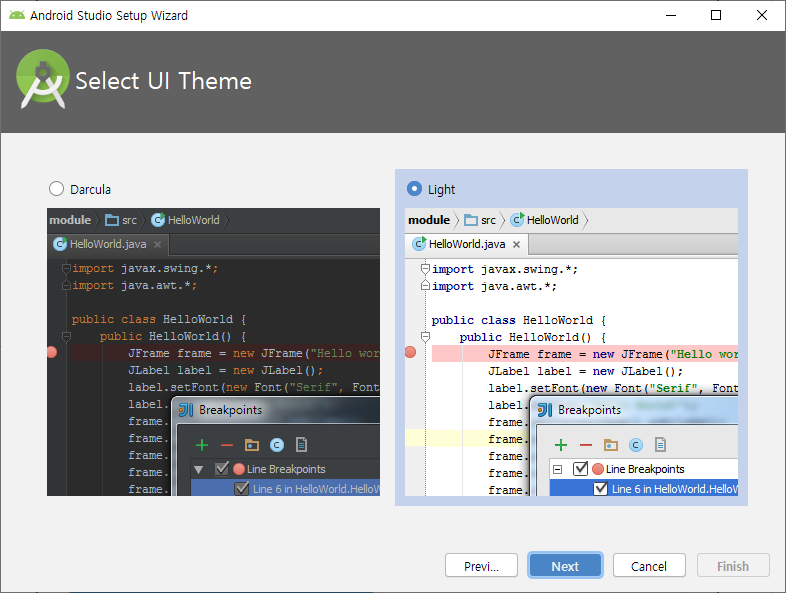 Android Studio Setup Wizard
Select UI Theme
Darcula
module src HelloWorld
HelloWorld.java
import javax.swing.*;
import java.awt.*;
public class HelloWorld {
public HelloWorld() {
JFrame frame = new JFrame("Hello wor
JLabel label = new JLabel();
label.setFont(new Font("Serif", Font
label.
frame.
frame.
frame.
frame.
frame.
Breakpoints
Line Breakpoints
Line 6 in HelloWorld.HelloW
Light
module src HelloWorld
HelloWorld.java
import javax.swing.*;
import java.awt.*;
public class HelloWorld {
public HelloWorld() {
JFrame frame = new JFrame("Hello wor
JLabel label = new JLabel();
label.setFont(new Font("Serif", Font
label.
frame.
frame.
frame.
frame.
frame.
Breakpoints
Line Breakpoints
Line 6 in HelloWorld.HelloW
Previ... Next Cancel Finish